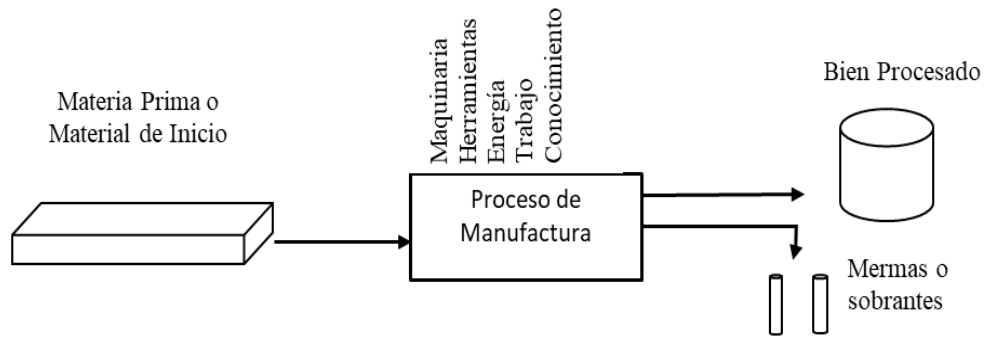 Materia Prima o
Material de Inicio
Maquinaria
Herramientas
Energía
Trabajo
Conocimiento
Proceso de
Manufactura
Bien Procesado
Mermas o
sobrantes